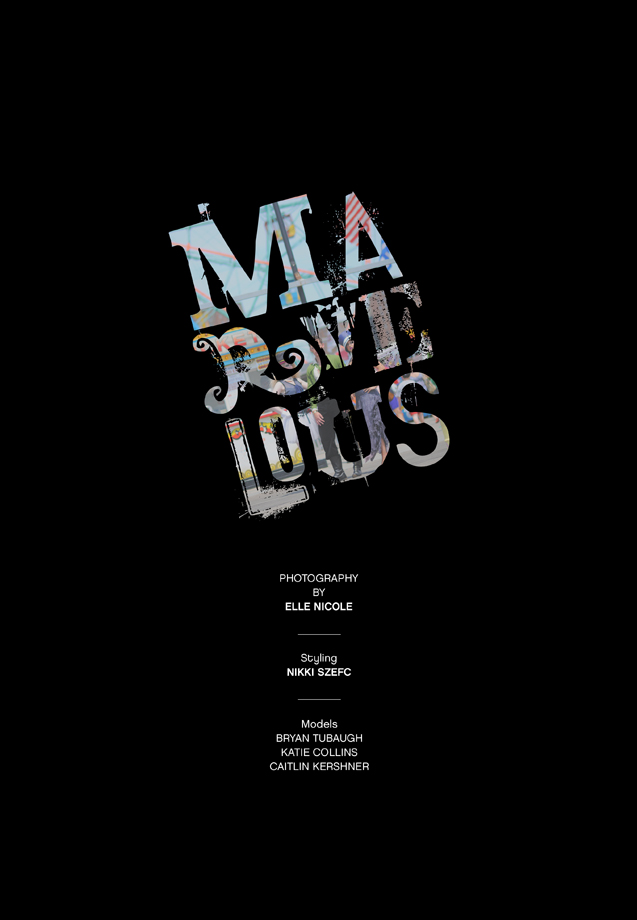 MA
RVE
LOUS
PHOTOGRAPHY
BY
ELLE NICOLE
Styling
NIKKI SZEFC
Models
BRYAN TUBAUGH
KATIE COLLINS
CAITLIN KERSHNER